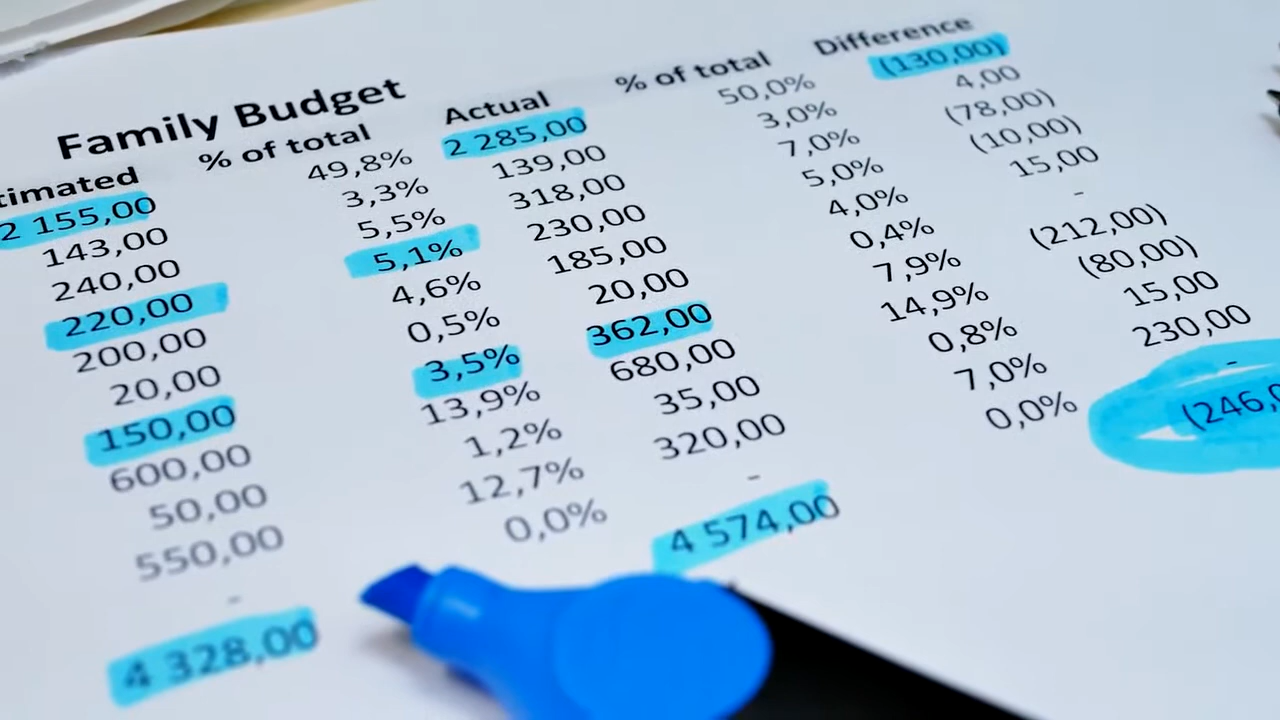 Family Budget
timated % of total Actual % of total Difference
2 155,00 49,8% 2 285,00 50,0% (130,00)
143,00 3,3% 139,00 3,0% 4,00
240,00 5,5% 318,00 7,0% (78,00)
220,00 5,1% 230,00 5,0% (10,00)
200,00 4,6% 185,00 4,0% 15,00
20,00 0,5% 20,00 0,4% -
150,00 3,5% 362,00 7,9% (212,00)
600,00 13,9% 680,00 14,9% (80,00)
50,00 1,2% 35,00 0,8% 15,00
550,00 12,7% 320,00 7,0% 230,00
- 0,0% - 0,0% -
4 328,00 4 574,00 (246,0